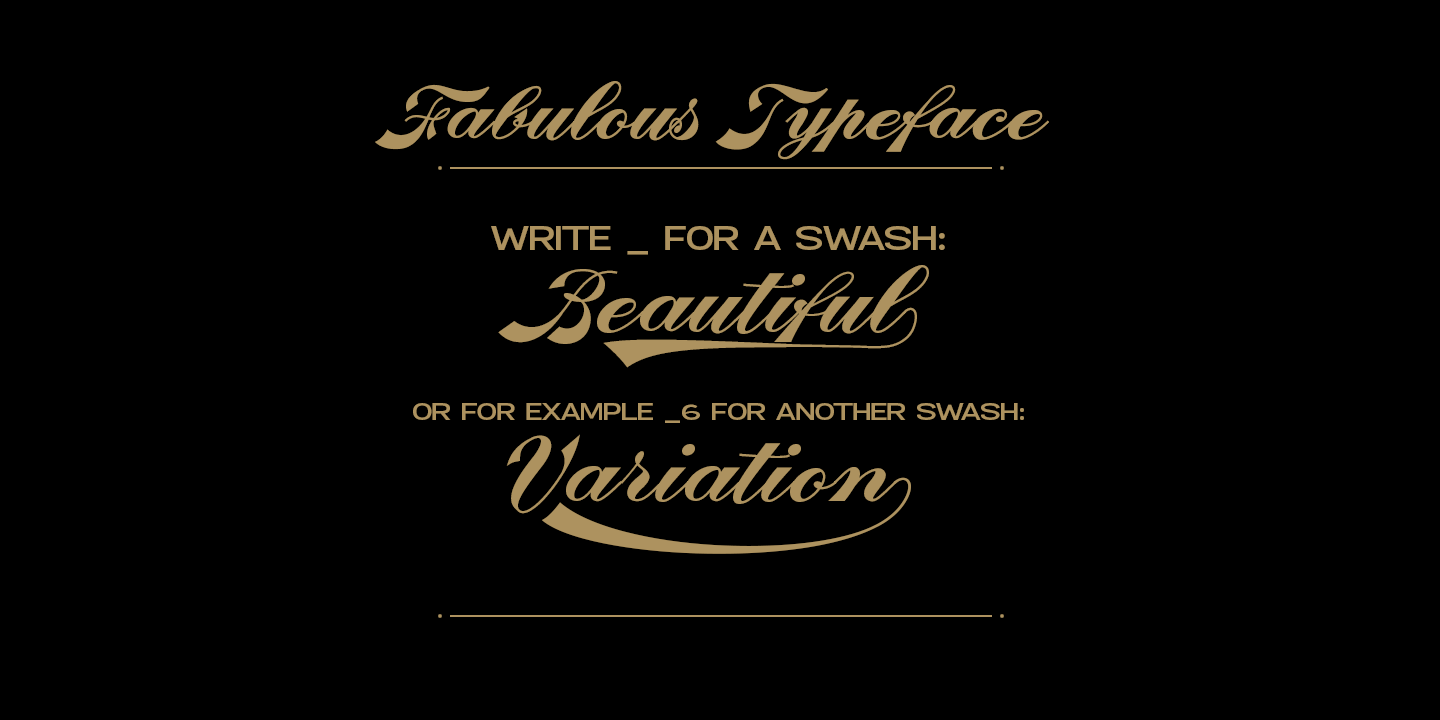 Fabulous Typeface
WRITE _ FOR A SWASH:
Beautiful
OR FOR EXAMPLE _6 FOR ANOTHER SWASH:
Variation